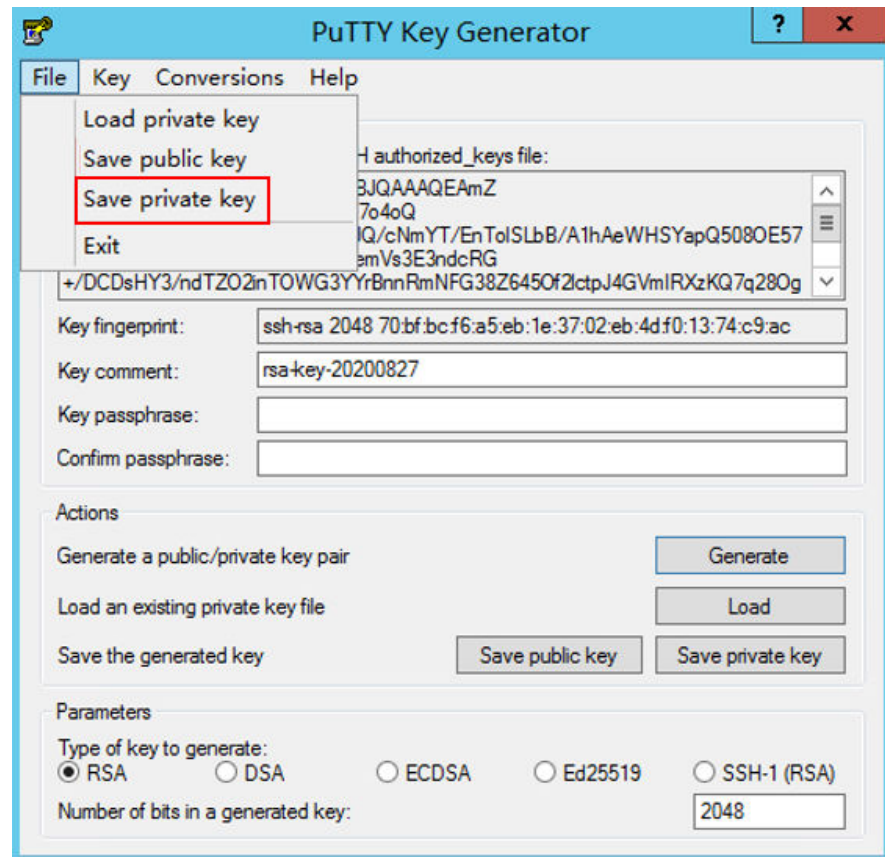 PuTTY Key Generator
? x
File Key Conversions Help
Load private key
Save public key
Save private key
Exit
H authorized_keys file:
BJQAAAQEAmZ
7o4oQ
IQ/cNmYT/EnToISLbB/A1hAeWHSYapQ508OE57
emVs3E3ndcRG
+/DCDsHY3/ndTZO2inTOWG3YYrBnnRmNFG38Z645Of2lctpJ4GVmIRXzKQ7q28Og
Key fingerprint: ssh-rsa 2048 70:bf:bc:f6:a5:eb:1e:37:02:eb:4d:f0:13:74:c9:ac
Key comment: rsa-key-20200827
Key passphrase:
Confirm passphrase:
Actions
Generate a public/private key pair Generate
Load an existing private key file Load
Save the generated key Save public key Save private key
Parameters
Type of key to generate:
RSA DSA ECDSA Ed25519 SSH-1 (RSA)
Number of bits in a generated key: 2048